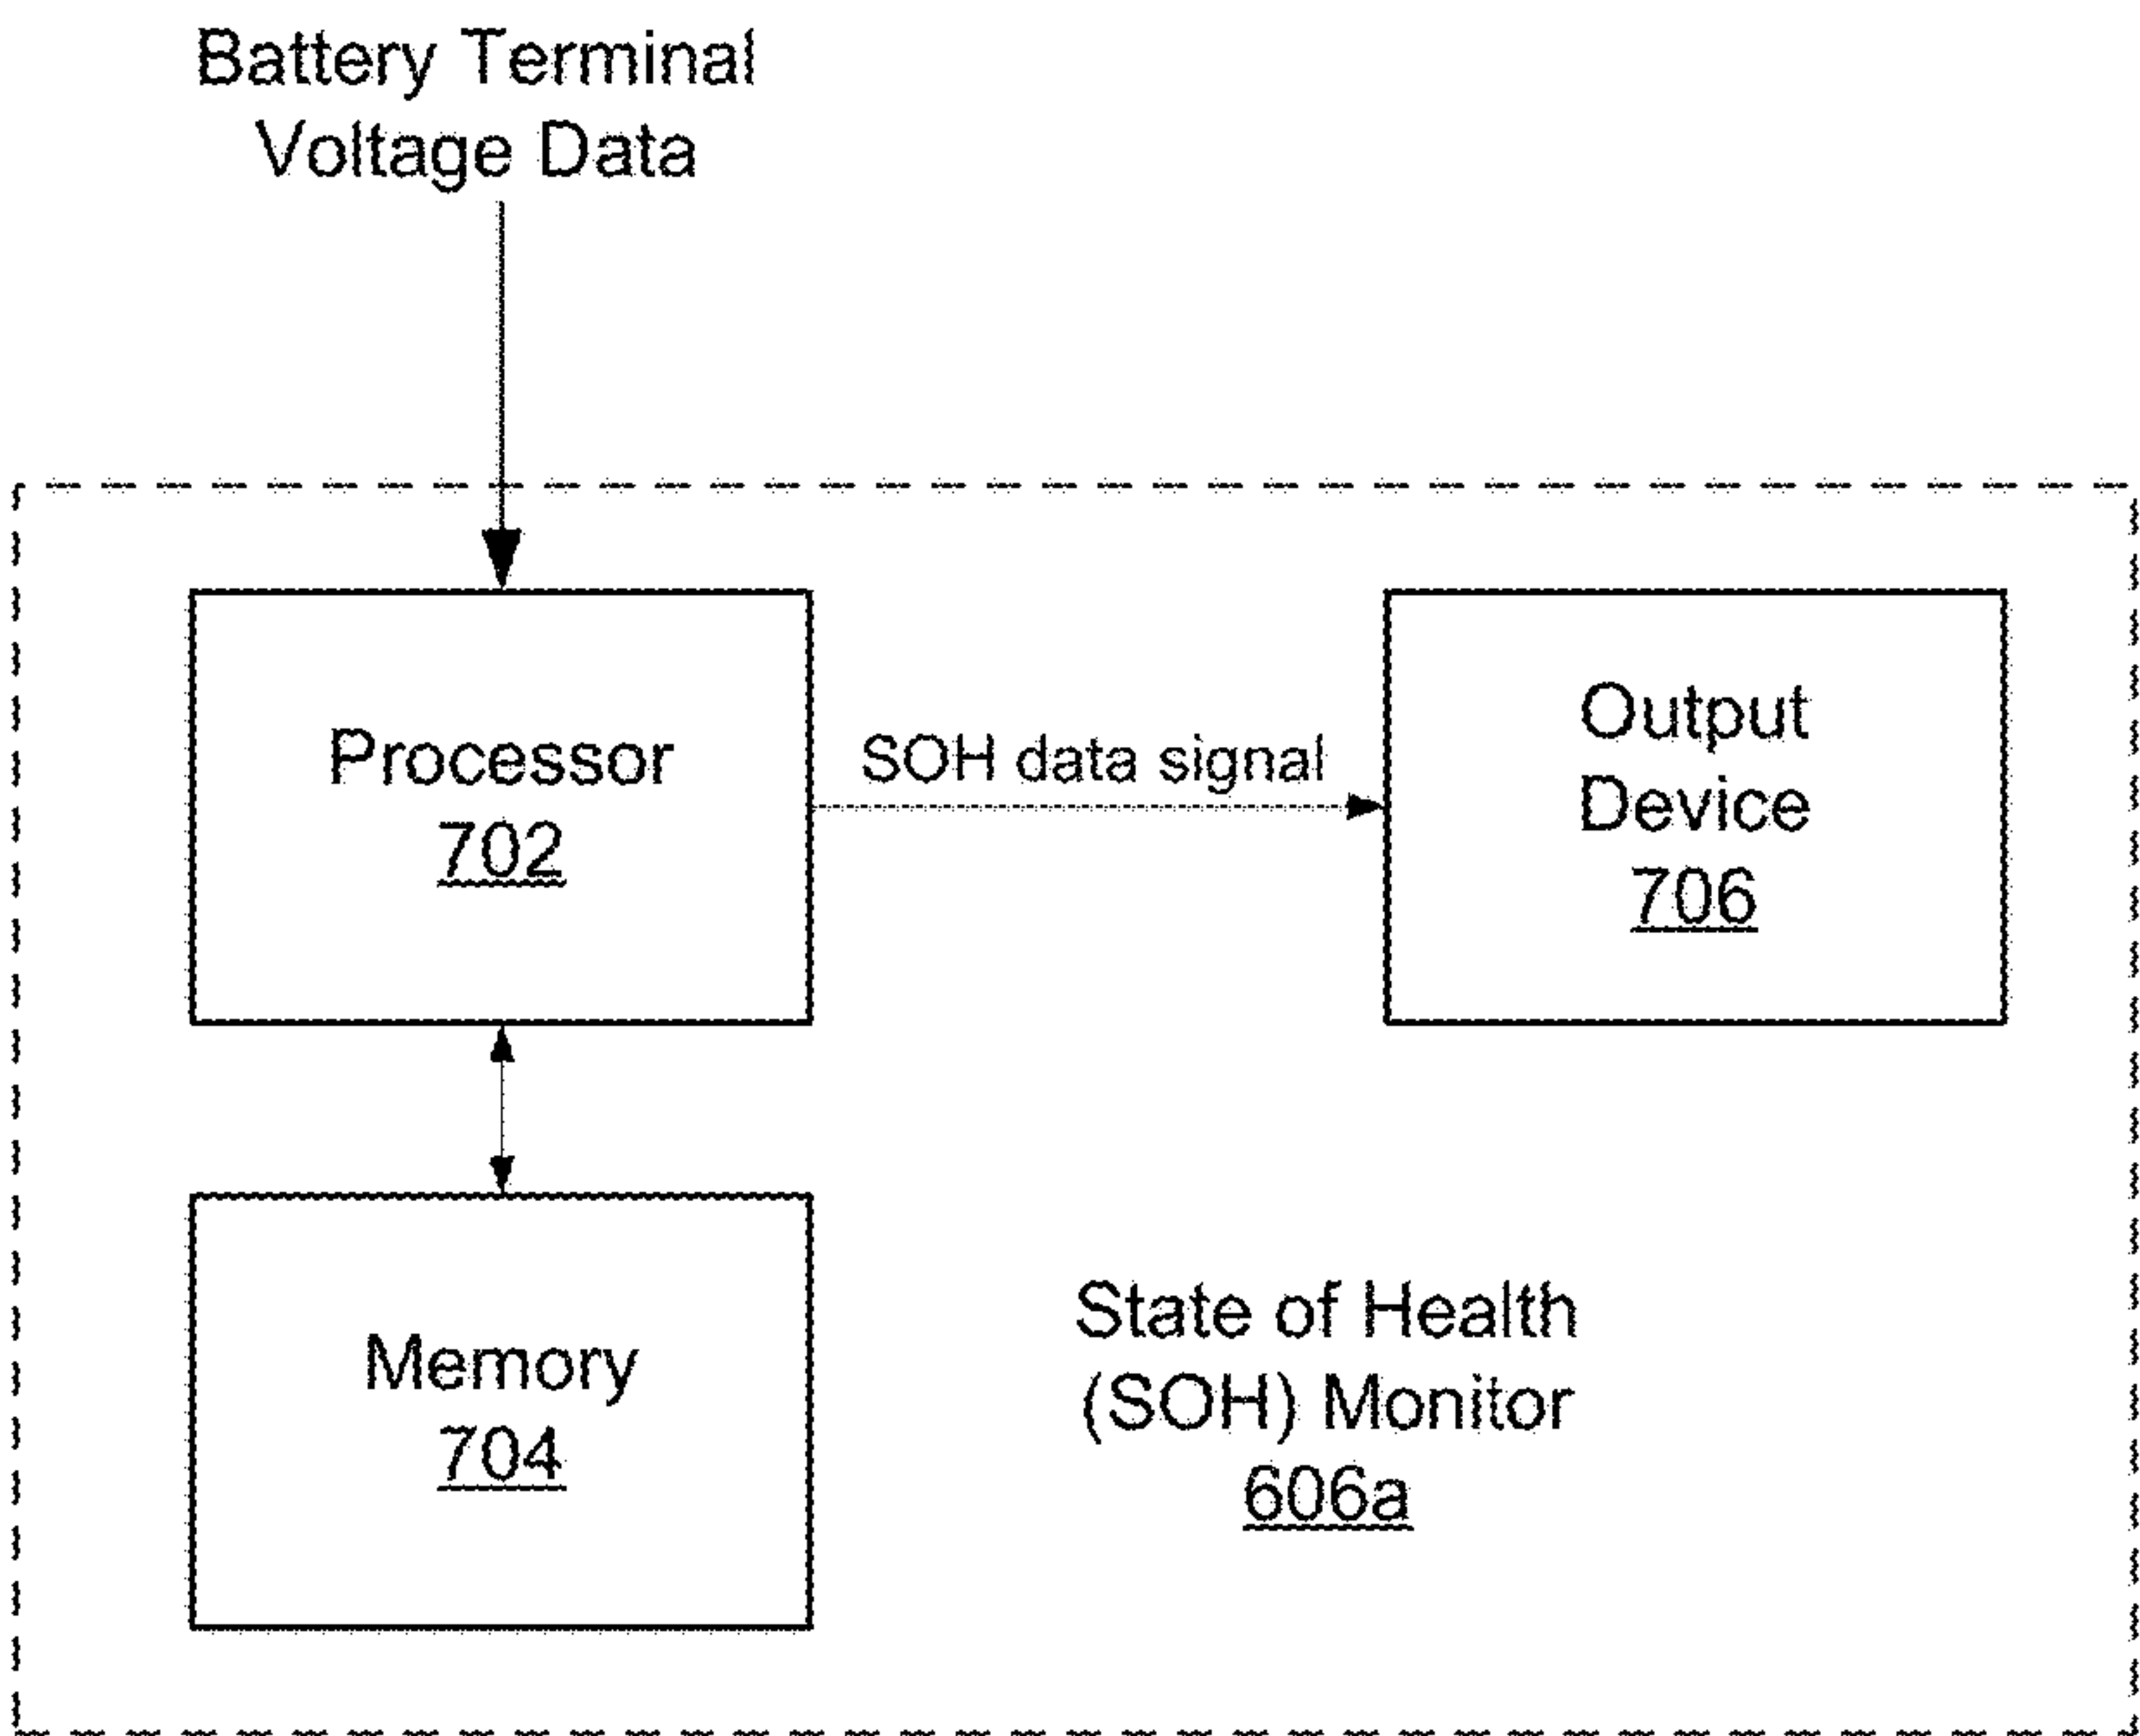 Battery Terminal
Voltage Data
Processor
702
SOH data signal
Output
Device
706
Memory
704
State of Health
(SOH) Monitor
606a